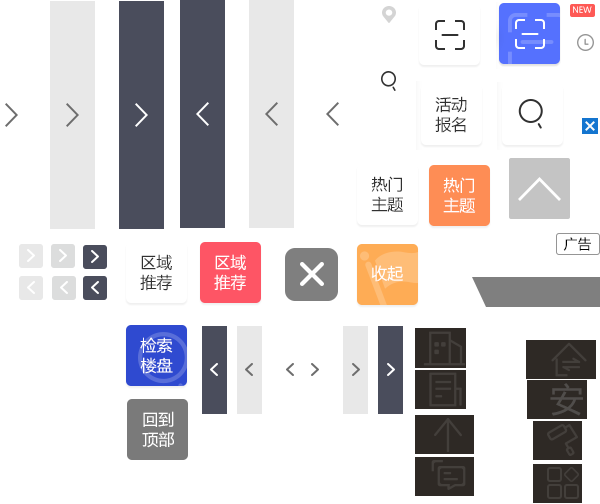 NEW
活动
报名
热门
主题
热门
主题
广告
区域
推荐
区域
推荐
收起
检索
楼盘
回到
顶部
安